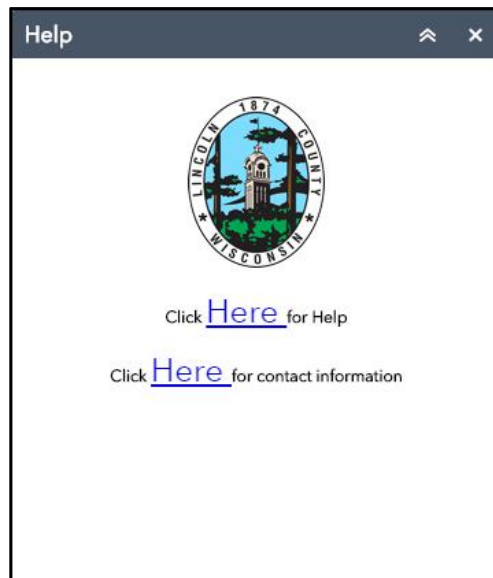 Help
LINCOLN 1874 COUNTY
★ WISCONSIN ★
Click Here for Help
Click Here for contact information